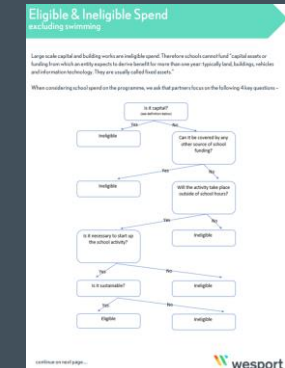 Eligible & Ineligible Spend
excluding swimming
Large scale capital and building works are ineligible spend. Therefore schools cannot fund "capital assets or
funding from which an entity expects to derive benefit for more than one year: typically land, buildings, vehicles
and information technology. They are usually called fixed assets."
When considering school spend on the programme, we ask that partners focus on the following 4 key questions –
Is it capital?
Yes No
Ineligible
Can it be covered by any
other source of school
funding?
Yes No
Ineligible
Will the activity take place
outside of school hours?
Yes No
Is it necessary to start up
the school activity?
Ineligible
Yes No
Is it sustainable?
Ineligible
Yes No
Eligible
Ineligible
continue on next page...
wesport